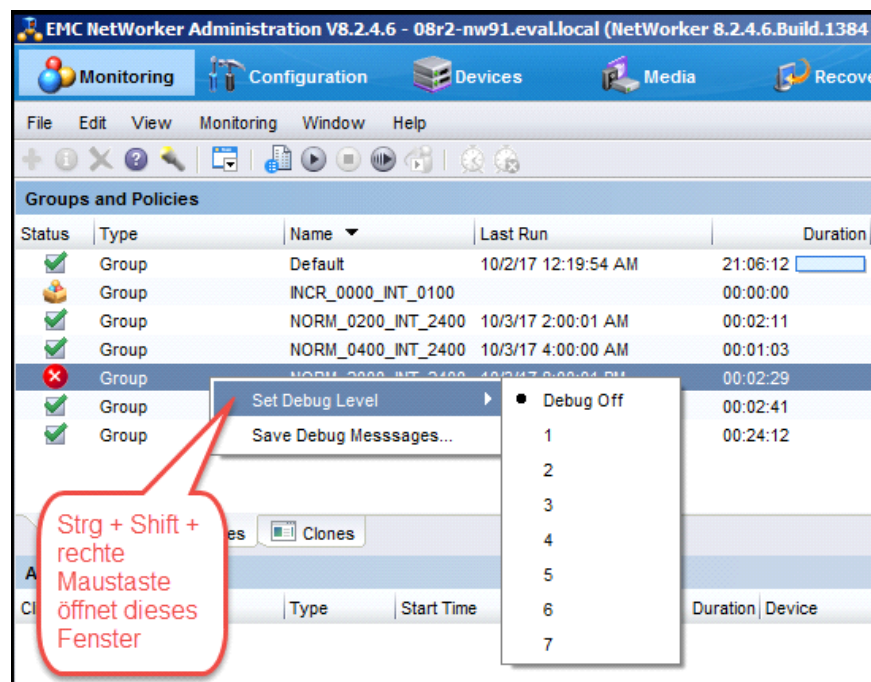 EMC NetWorker Administration V8.2.4.6 - 08r2-nw91.eval.local (NetWorker 8.2.4.6.Build.1384
Monitoring Configuration Devices Media Recove
File Edit View Monitoring Window Help
Groups and Policies
Status Type Name Last Run Duration
Group Default 10/2/17 12:19:54 AM 21:06:12
Group INCR_0000_INT_0100 00:00:00
Group NORM_0200_INT_2400 10/3/17 2:00:01 AM 00:02:11
Group NORM_0400_INT_2400 10/3/17 4:00:00 AM 00:01:03
Group 00:02:29
Group 00:02:41
Group 00:24:12
Set Debug Level
Save Debug Messsages...
Debug Off
1
2
3
4
5
6
7
Strg + Shift +
rechte
Maustaste
öffnet dieses
Fenster
es Clones
A
Cl Type Start Time Duration Device